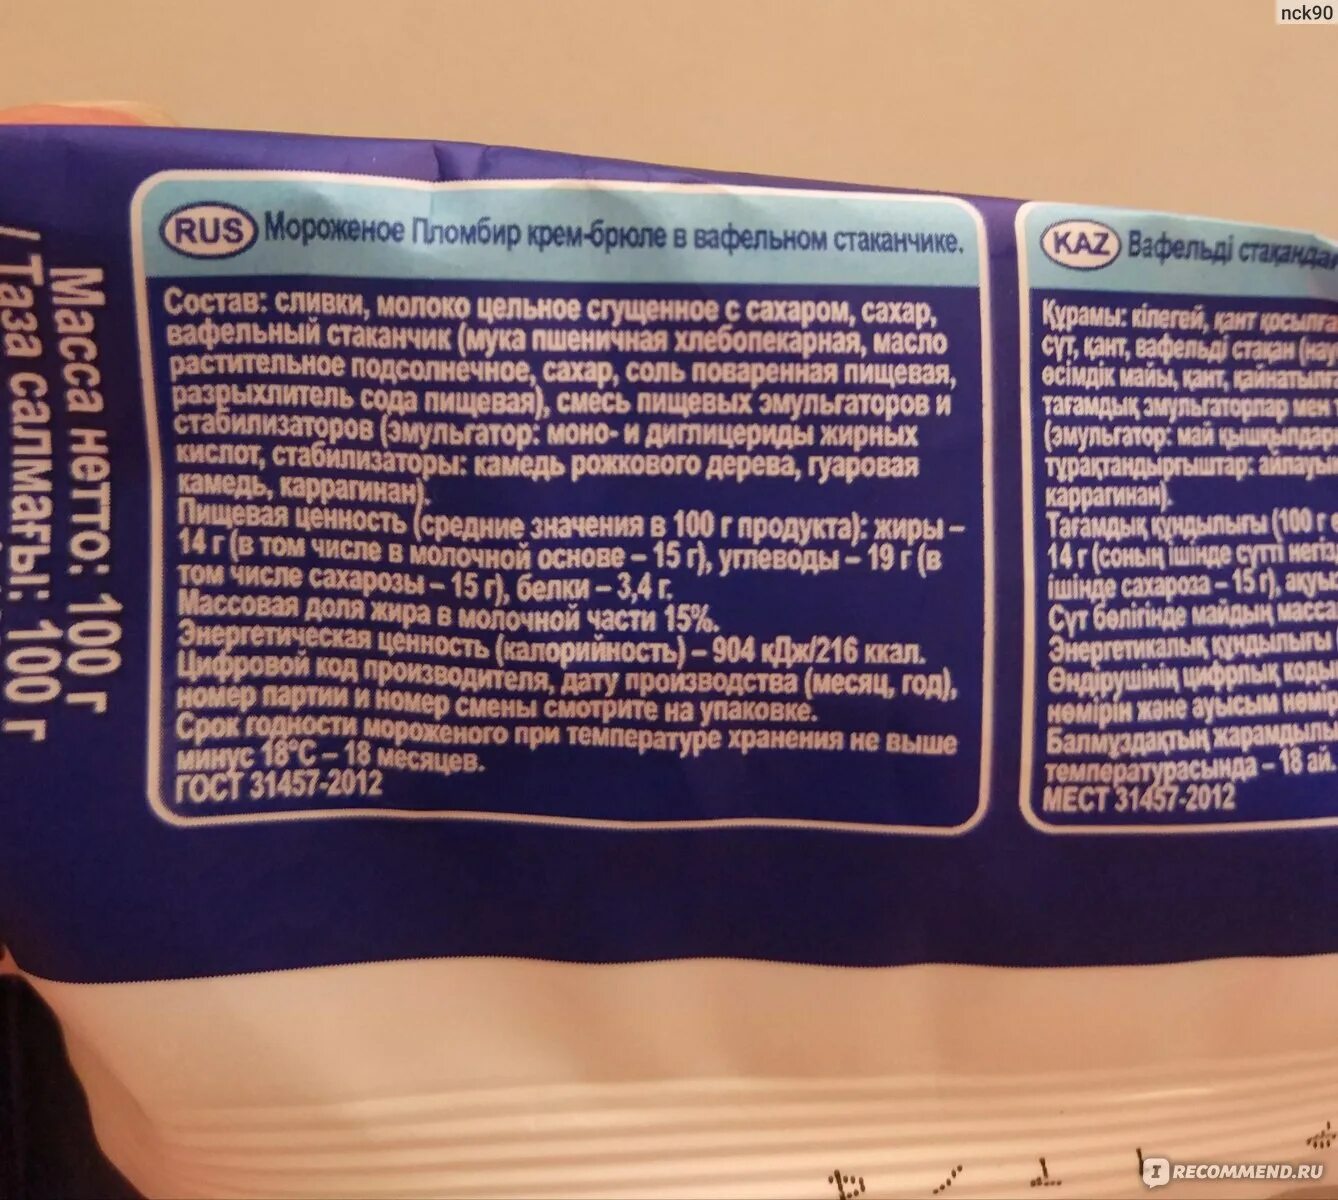 nck90
RUS Мороженое Пломбир крем-брюле в вафельном стаканчике.
Состав: сливки, молоко цельное сгущенное с сахаром, сахар,
вафельный стаканчик (мука пшеничная хлебопекарная, масло
растительное подсолнечное, сахар, соль поваренная пищевая,
разрыхлитель сода пищевая), смесь пищевых эмульгаторов и
стабилизаторов (эмульгатор: моно- и диглицериды жирных
кислот, стабилизаторы: камедь рожкового дерева, гуаровая
камедь, каррагинан).
Пищевая ценность (средние значения в 100 г продукта): жиры –
14 г (в том числе в молочной основе – 15 г), углеводы – 19 г (в
том числе сахарозы – 15 г), белки – 3,4 г.
Массовая доля жира в молочной части 15%.
Энергетическая ценность (калорийность) – 904 кДж/216 ккал.
Цифровой код производителя, дату производства (месяц, год),
номер партии и номер смены смотрите на упаковке.
Срок годности мороженого при температуре хранения не выше
минус 18°С – 18 месяцев.
ГОСТ 31457-2012
KAZ Вафельді стақандағ
Құрамы: кілегей, қант қосылға
сүт, қант, вафельді стақан (нау
өсімдік майы, қант, қайнатылғ
тағамдық эмульгаторлар мен
(эмульгатор: май қышқылдар
тұрақтандырғыштар: айлауы
каррагинан).
Тағамдық құндылығы (100 г
14 г (соның ішінде сүтті негіз
ішінде сахароза – 15 г), ақуы
Сүт бөлігінде майдың масса
Энергетикалық құндылығы
Өндірушінің цифрлық коды
нөмірін және ауысым нөмір
Балмұздақтың жарамдылы
температурасында – 18 ай.
МЕСТ 31457-2012
Масса нетто: 100 г
/ Таза салмағы: 100 г
IRECOMMEND.RU